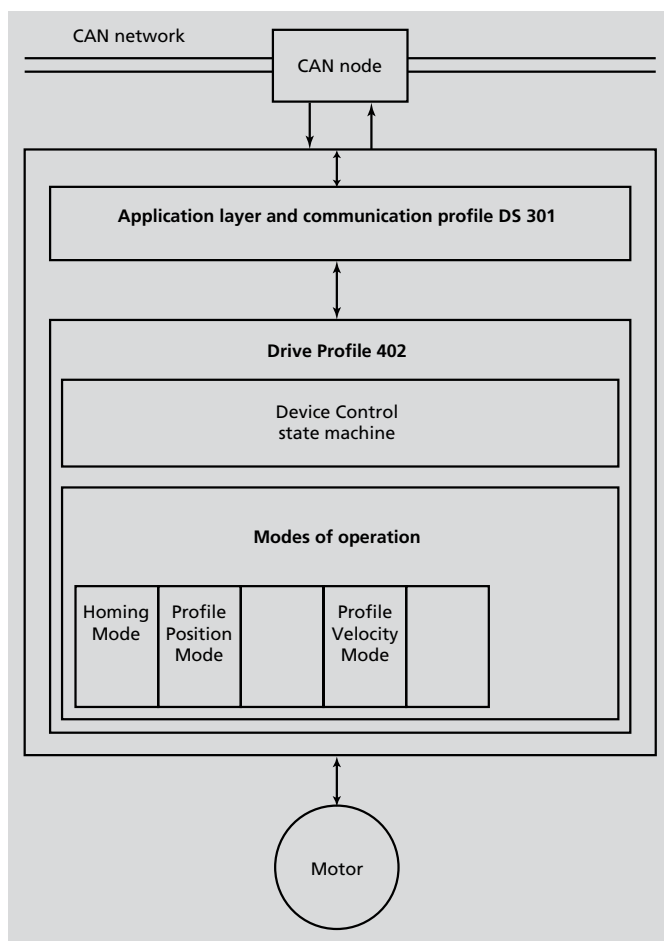 CAN network
CAN node
Application layer and communication profile DS 301
Drive Profile 402
Device Control
state machine
Modes of operation
Homing
Mode
Profile
Position
Mode
Profile
Velocity
Mode
Motor